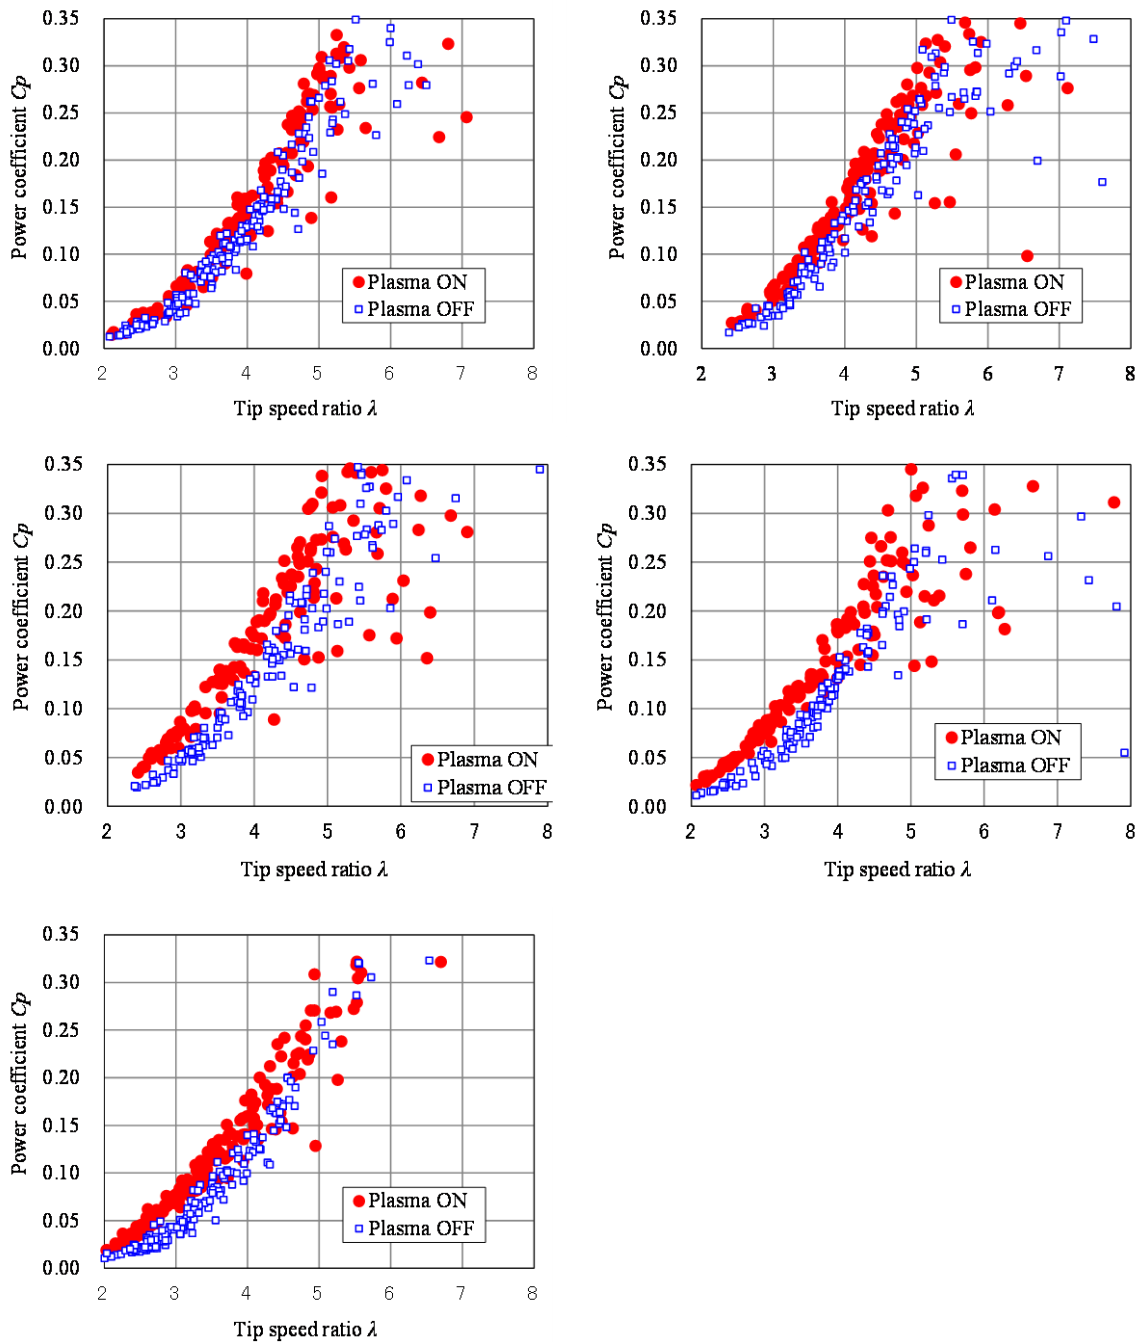 0.35
0.30
0.25
0.20
0.15
0.10
0.05
0.00
Power coefficient Cp
Plasma ON
Plasma OFF
2 3 4 5 6 7 8
Tip speed ratio λ
0.35
0.30
0.25
0.20
0.15
0.10
0.05
0.00
Power coefficient Cp
Plasma ON
Plasma OFF
2 3 4 5 6 7 8
Tip speed ratio λ
0.35
0.30
0.25
0.20
0.15
0.10
0.05
0.00
Power coefficient Cp
Plasma ON
Plasma OFF
2 3 4 5 6 7 8
Tip speed ratio λ
0.35
0.30
0.25
0.20
0.15
0.10
0.05
0.00
Power coefficient Cp
Plasma ON
Plasma OFF
2 3 4 5 6 7 8
Tip speed ratio λ
0.35
0.30
0.25
0.20
0.15
0.10
0.05
0.00
Power coefficient Cp
Plasma ON
Plasma OFF
2 3 4 5 6 7 8
Tip speed ratio λ